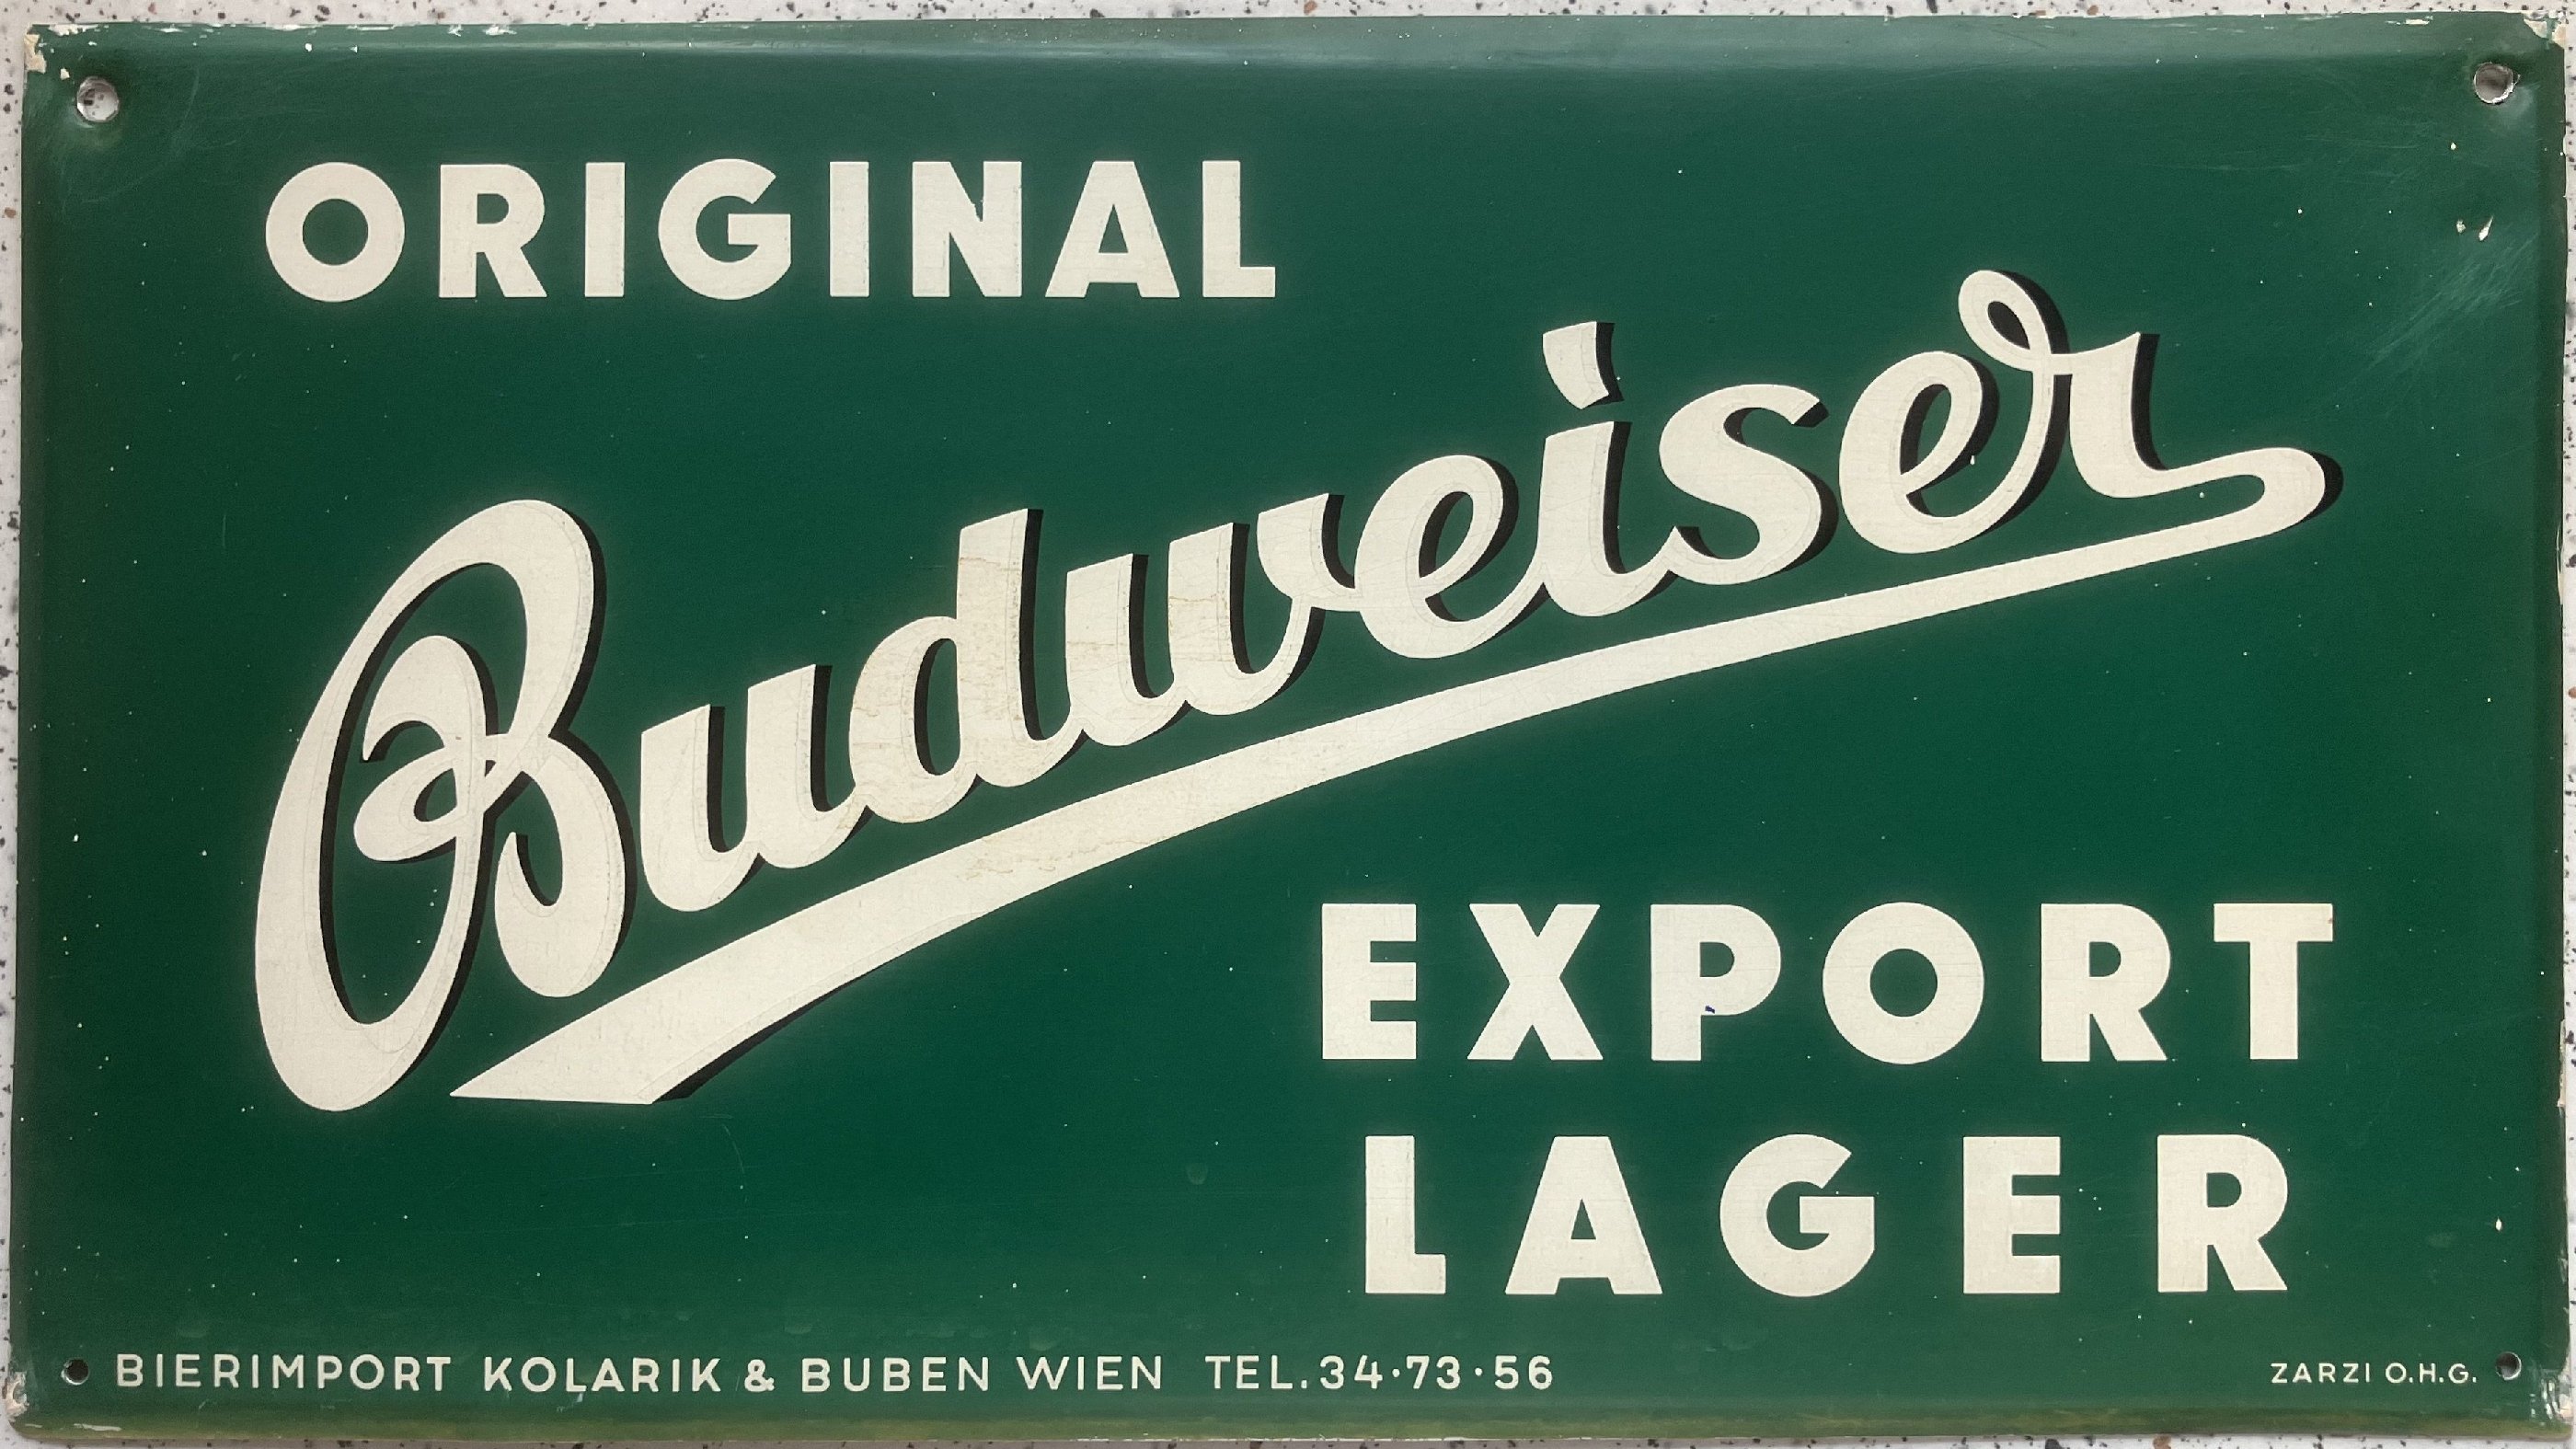 ORIGINAL
Budweiser
EXPORT
LAGER
BIERIMPORT KOLARIK & BUBEN WIEN TEL. 34·73·56
ZARZI O.H.G.